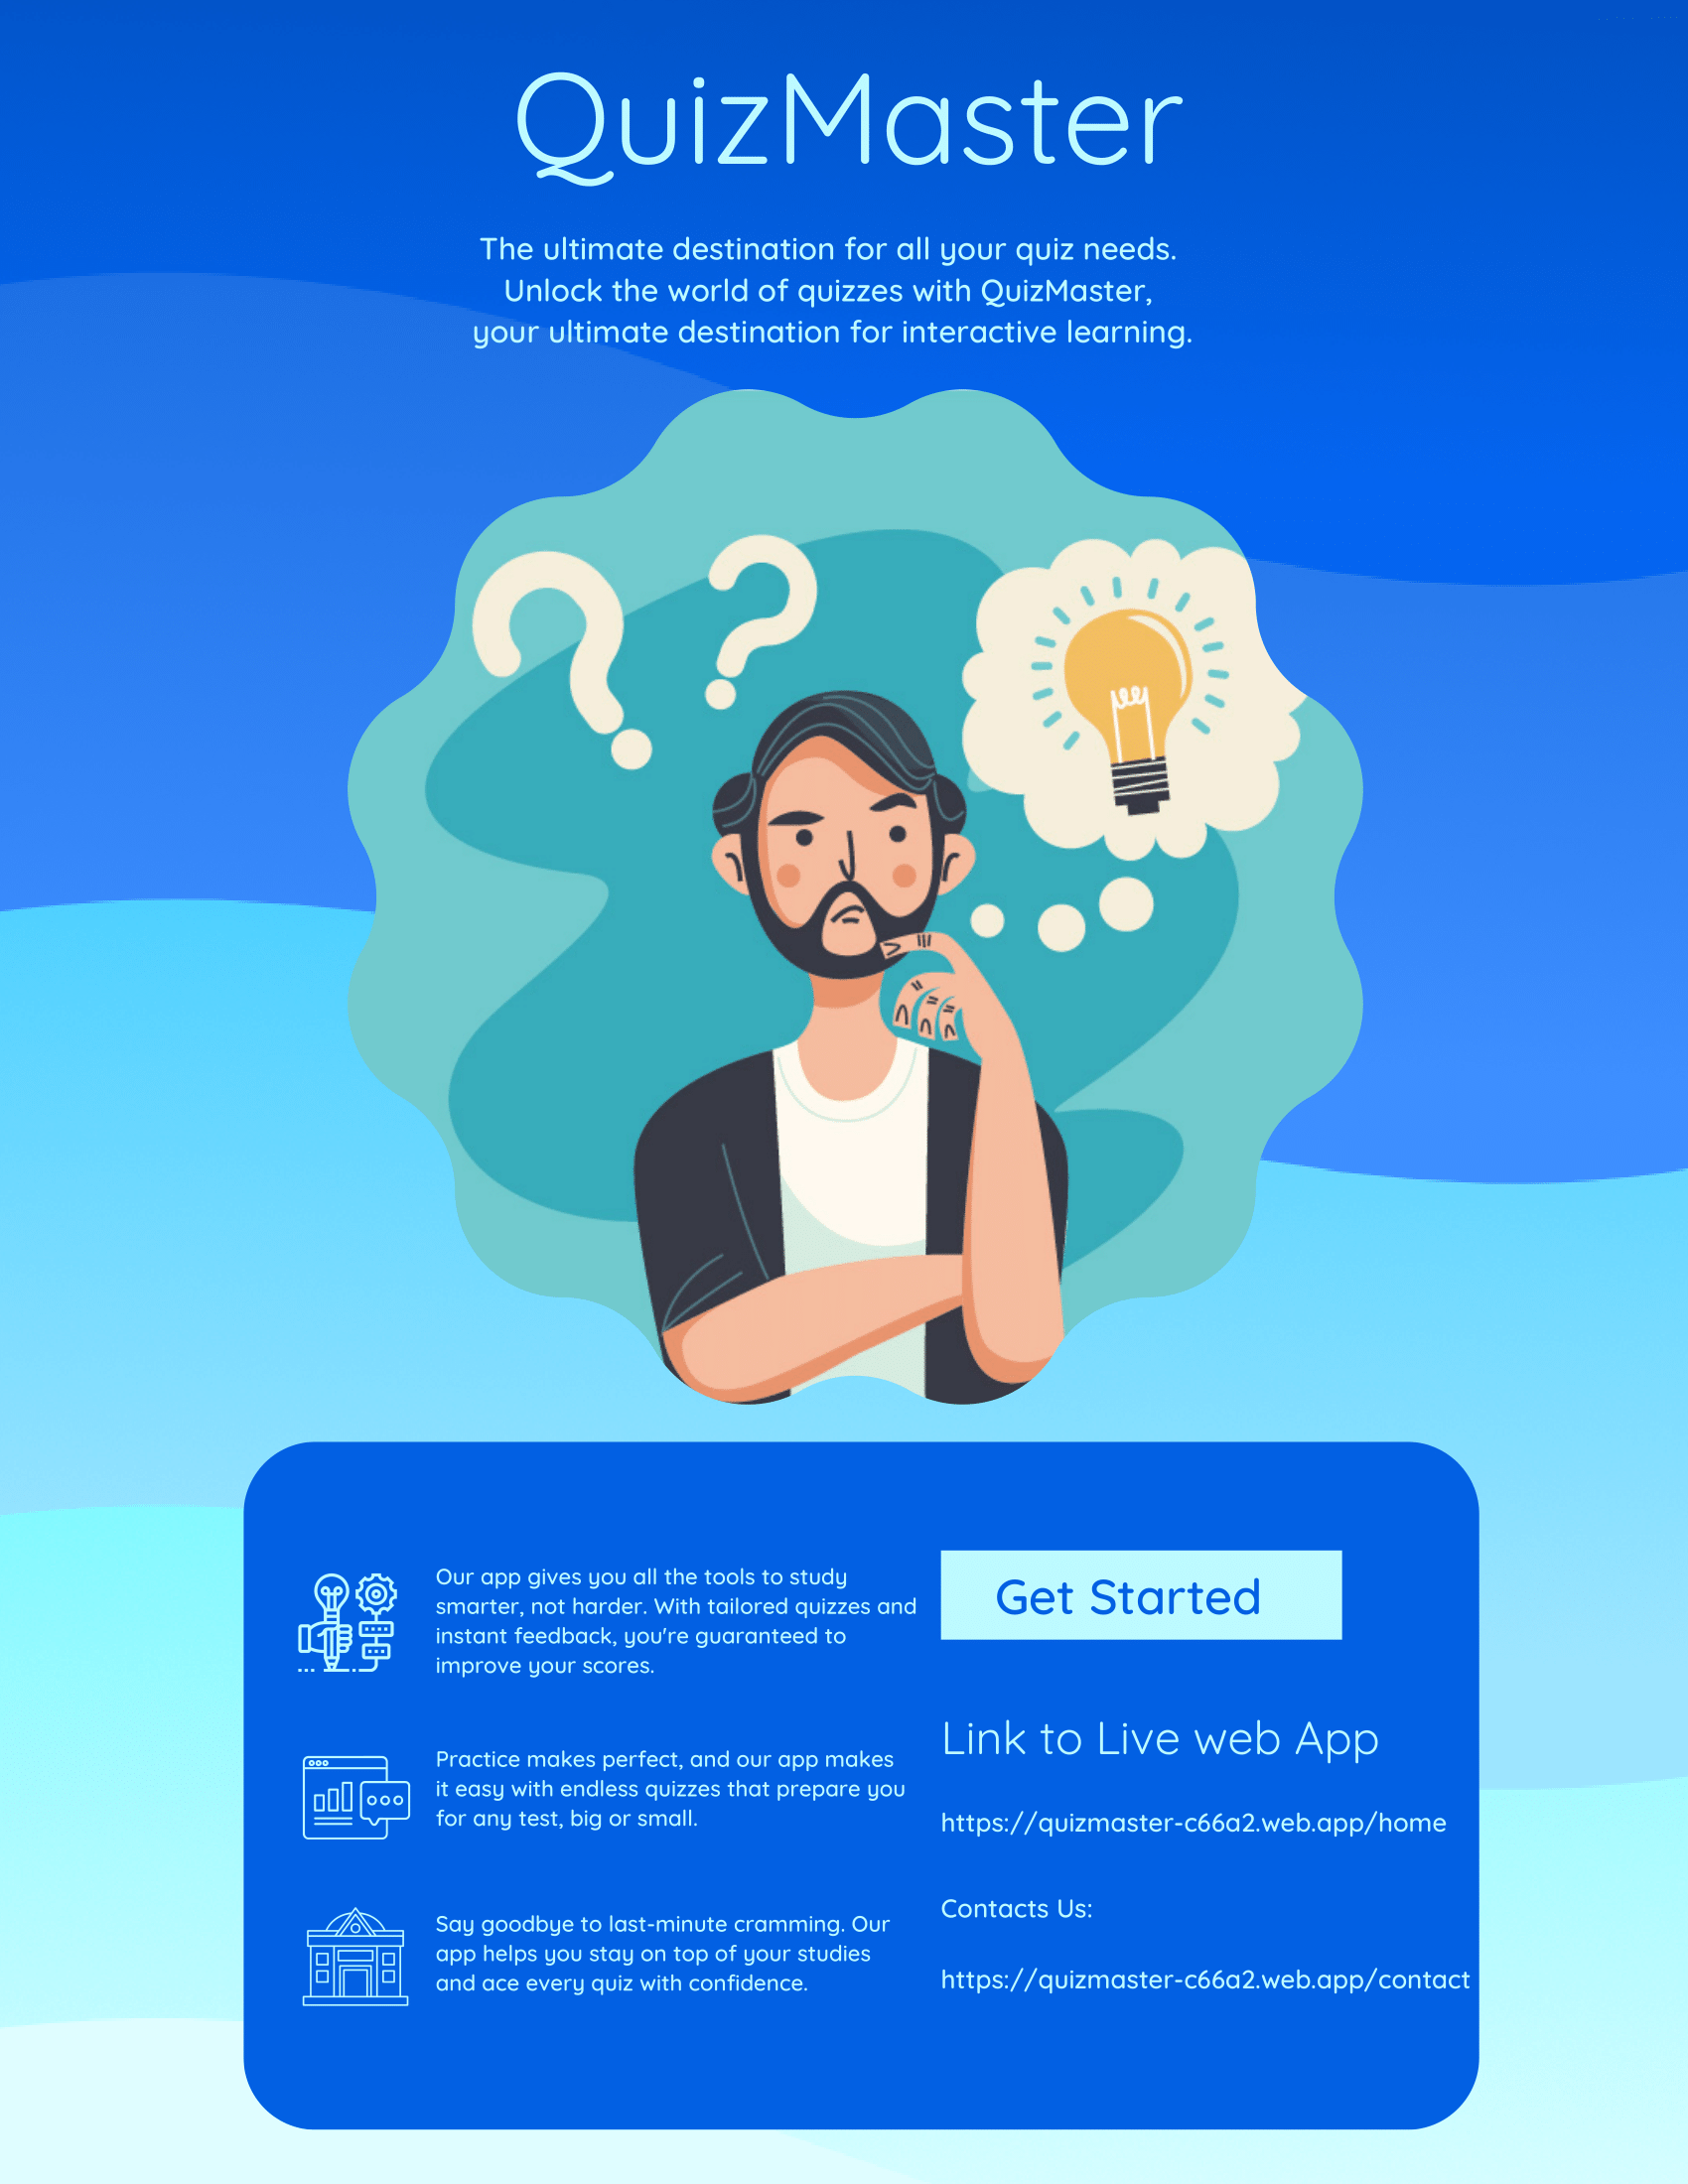 QuizMaster
The ultimate destination for all your quiz needs.
Unlock the world of quizzes with QuizMaster,
your ultimate destination for interactive learning.
Our app gives you all the tools to study
smarter, not harder. With tailored quizzes and
instant feedback, you're guaranteed to
improve your scores.
Practice makes perfect, and our app makes
it easy with endless quizzes that prepare you
for any test, big or small.
Say goodbye to last-minute cramming. Our
app helps you stay on top of your studies
and ace every quiz with confidence.
Get Started
Link to Live web App
https://quizmaster-c66a2.web.app/home
Contacts Us:
https://quizmaster-c66a2.web.app/contact